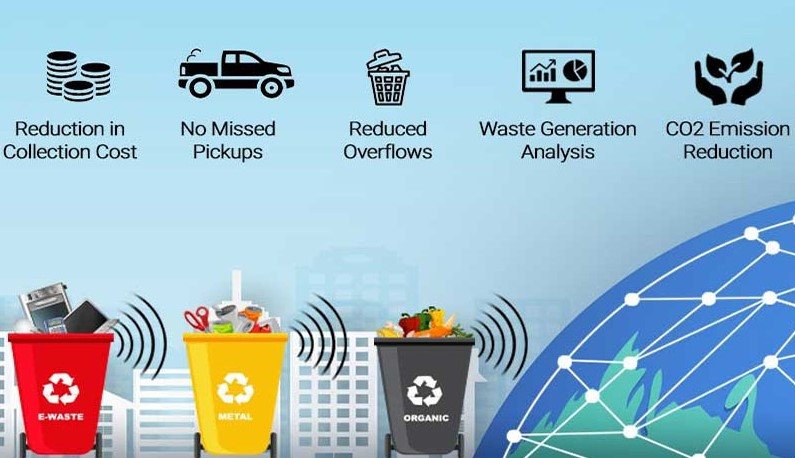 Reduction in
Collection Cost
No Missed
Pickups
Reduced
Overflows
Waste Generation
Analysis
CO2 Emission
Reduction
E-WASTE
METAL
ORGANIC